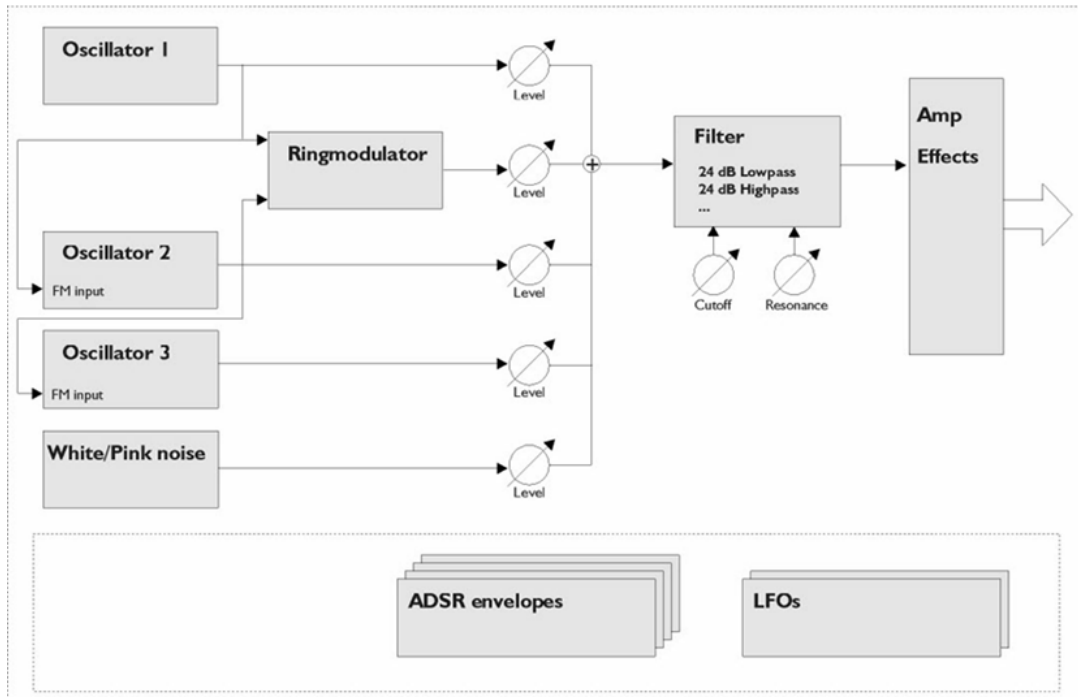 Oscillator 1
Level
Ringmodulator
Level
Filter
24 dB Lowpass
24 dB Highpass
...
Amp
Effects
Oscillator 2
FM input
Level
Cutoff
Resonance
Oscillator 3
FM input
Level
White/Pink noise
Level
ADSR envelopes
LFOs